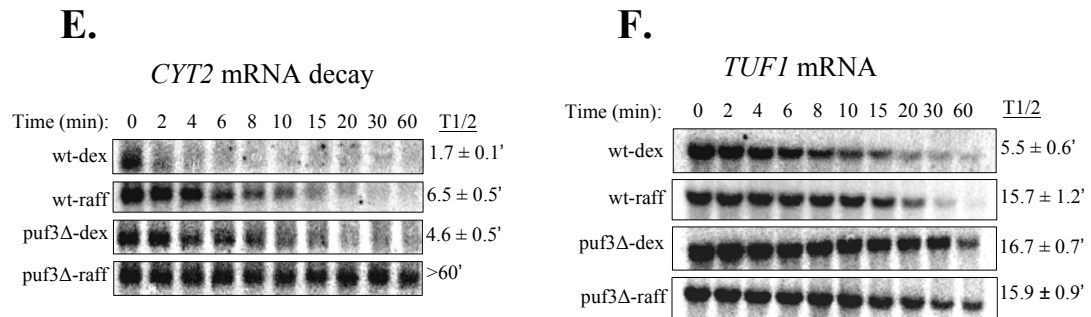 E.
CYT2 mRNA decay
Time (min): 0 2 4 6 8 10 15 20 30 60 T1/2
wt-dex 1.7 ± 0.1'
wt-raff 6.5 ± 0.5'
puf3Δ-dex 4.6 ± 0.5'
puf3Δ-raff >60'
F.
TUF1 mRNA
Time (min): 0 2 4 6 8 10 15 20 30 60 T1/2
wt-dex 5.5 ± 0.6'
wt-raff 15.7 ± 1.2'
puf3Δ-dex 16.7 ± 0.7'
puf3Δ-raff 15.9 ± 0.9'